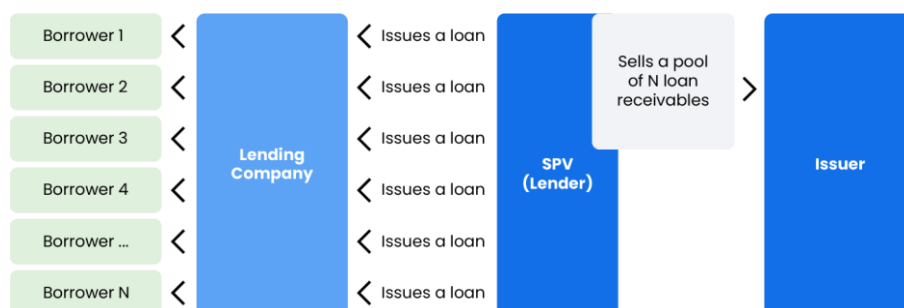 Borrower 1
Issues a loan
Borrower 2
Issues a loan
Borrower 3
Issues a loan
Borrower 4
Issues a loan
Borrower ...
Issues a loan
Borrower N
Issues a loan
Lending
Company
SPV
(Lender)
Sells a pool
of N loan
receivables
Issuer